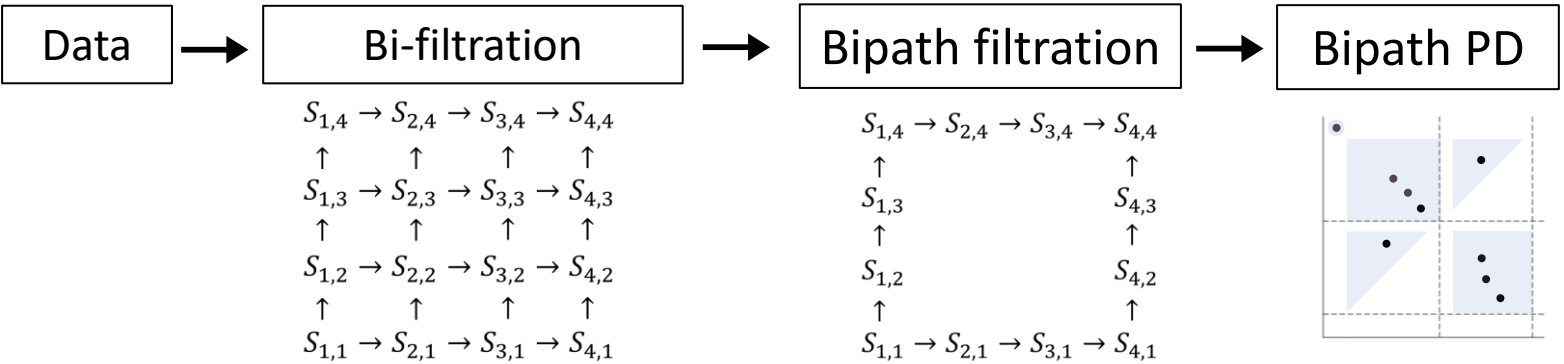 Data → Bi-filtration → Bipath filtration → Bipath PD
S₁,₄ → S₂,₄ → S₃,₄ → S₄,₄
↑ ↑ ↑ ↑
S₁,₃ → S₂,₃ → S₃,₃ → S₄,₃
↑ ↑ ↑ ↑
S₁,₂ → S₂,₂ → S₃,₂ → S₄,₂
↑ ↑ ↑ ↑
S₁,₁ → S₂,₁ → S₃,₁ → S₄,₁
S₁,₄ → S₂,₄ → S₃,₄ → S₄,₄
↑ ↑
S₁,₃ S₄,₃
↑ ↑
S₁,₂ S₄,₂
↑ ↑
S₁,₁ → S₂,₁ → S₃,₁ → S₄,₁